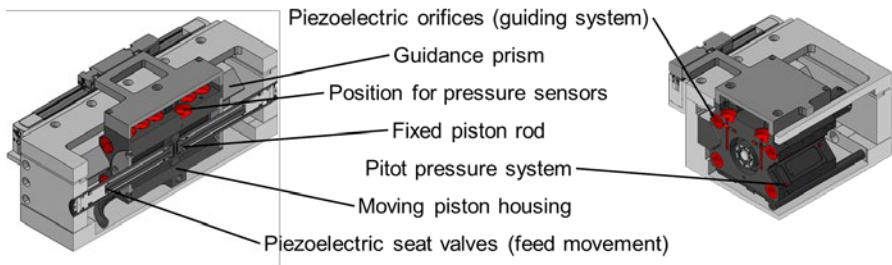 Piezoelectric orifices (guiding system)
Guidance prism
Position for pressure sensors
Fixed piston rod
Pitot pressure system
Moving piston housing
Piezoelectric seat valves (feed movement)